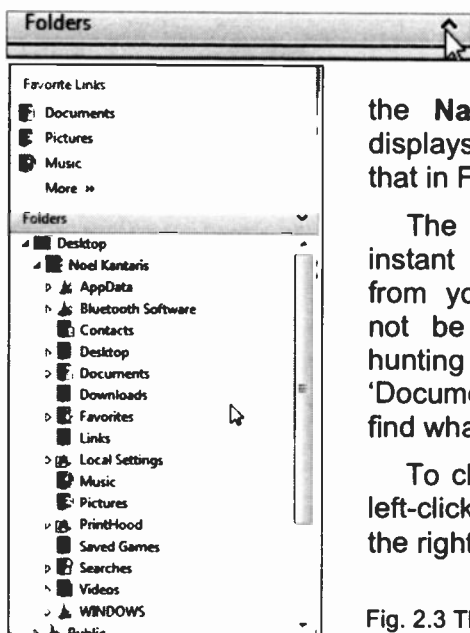 Folders
Favorite Links
Documents
Pictures
Music
More »
Folders
Desktop
Noel Kantaris
AppData
Bluetooth Software
Contacts
Desktop
Documents
Downloads
Favorites
Links
Local Settings
Music
Pictures
PrintHood
Saved Games
Searches
Videos
WINDOWS
Public
the Na
displays
that in F
The
instant
from yo
not be
hunting
'Docume
find wha
To cl
left-click
the right
Fig. 2.3 Th